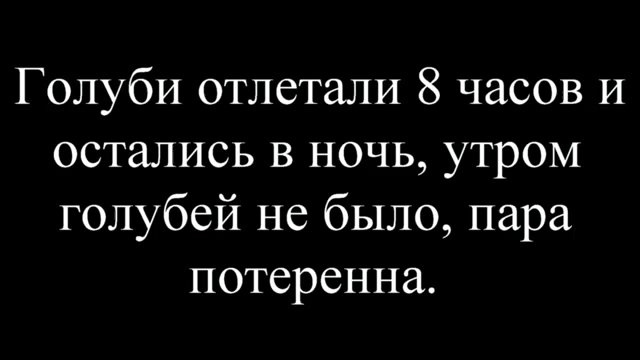 Голуби отлетали 8 часов и
остались в ночь, утром
голубей не было, пара
потеренна.